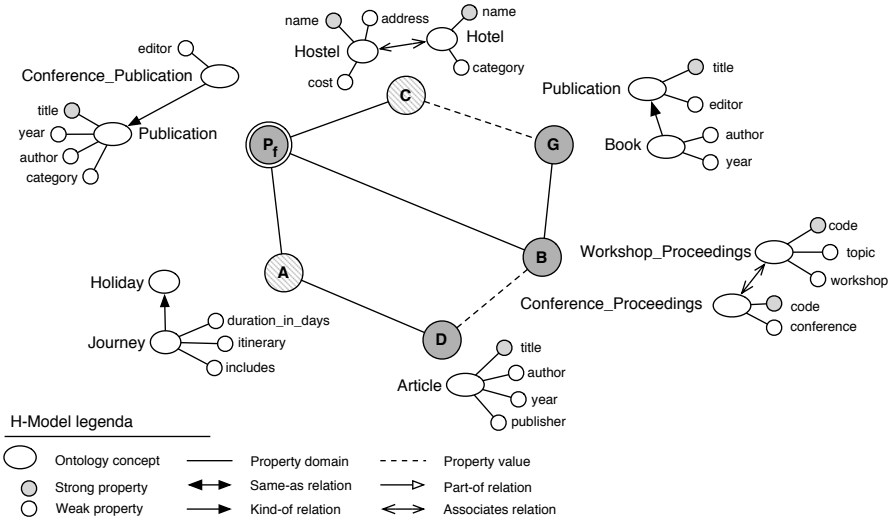 name
address
name
Hostel
Hotel
cost
category
editor
Conference_Publication
title
year
Publication
author
category
C
Publication
title
editor
Book
author
year
Pf
G
A
B
Workshop_Proceedings
code
topic
workshop
Conference_Proceedings
code
conference
Holiday
Journey
duration_in_days
itinerary
includes
D
title
Article
author
year
publisher
H-Model legenda
Ontology concept
Property domain
Property value
Strong property
Same-as relation
Part-of relation
Weak property
Kind-of relation
Associates relation